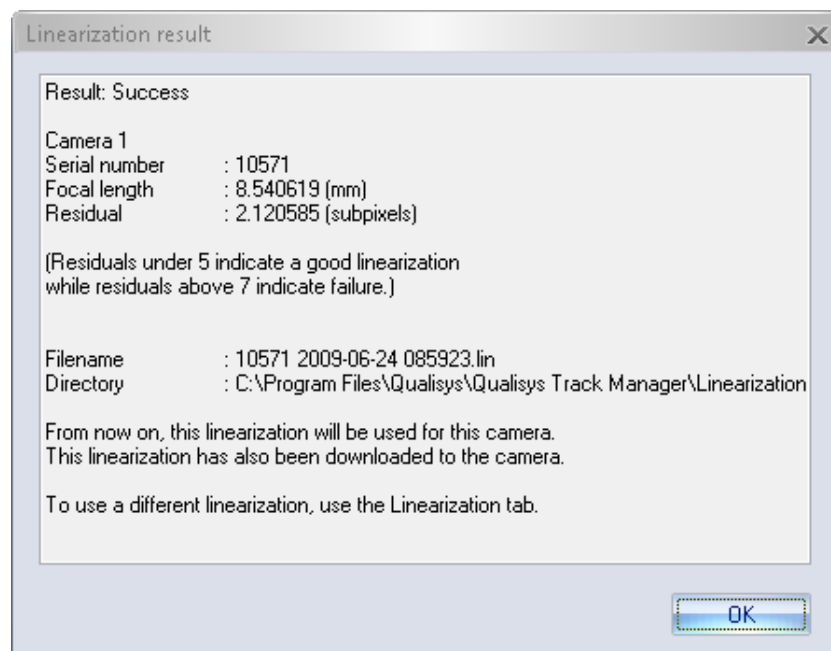 Linearization result
Result: Success
Camera 1
Serial number : 10571
Focal length : 8.540619 (mm)
Residual : 2.120585 (subpixels)
(Residuals under 5 indicate a good linearization
while residuals above 7 indicate failure.)
Filename : 10571 2009-06-24 085923.lin
Directory : C:\Program Files\Qualisys\Qualisys Track Manager\Linearization
From now on, this linearization will be used for this camera.
This linearization has also been downloaded to the camera.
To use a different linearization, use the Linearization tab.
OK